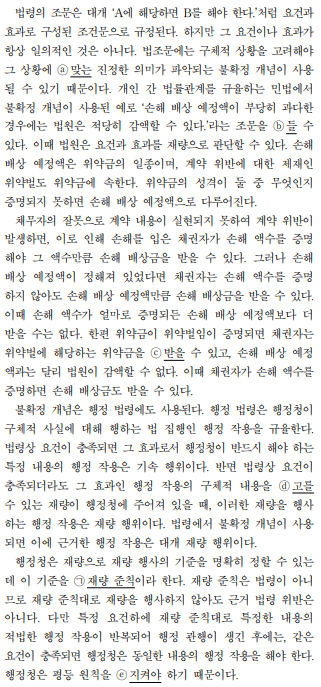 법령의 조문은 대개 ‘A에 해당하면 B를 해야 한다.’처럼 요건과
효과로 구성된 조건문으로 규정된다. 하지만 그 요건이나 효과가
항상 일의적인 것은 아니다. 법조문에는 구체적 상황을 고려해야
그 상황에 ⓐ 맞는 진정한 의미가 파악되는 불확정 개념이 사용
될 수 있기 때문이다. 개인 간 법률관계를 규율하는 민법에서
불확정 개념이 사용된 예로 ‘손해 배상 예정액이 부당히 과다한
경우에는 법원은 적당히 감액할 수 있다.’라는 조문을 ⓑ 들 수
있다. 이때 법원은 요건과 효과를 재량으로 판단할 수 있다. 손해
배상 예정액은 위약금의 일종이며, 계약 위반에 대한 제재인
위약벌도 위약금에 속한다. 위약금의 성격이 둘 중 무엇인지
증명되지 못하면 손해 배상 예정액으로 다루어진다.
채무자의 잘못으로 계약 내용이 실현되지 못하여 계약 위반이
발생하면, 이로 인해 손해를 입은 채권자가 손해 액수를 증명
해야 그 액수만큼 손해 배상금을 받을 수 있다. 그러나 손해
배상 예정액이 정해져 있었다면 채권자는 손해 액수를 증명
하지 않아도 손해 배상 예정액만큼 손해 배상금을 받을 수 있다.
이때 손해 액수가 얼마로 증명되든 손해 배상 예정액보다 더
받을 수는 없다. 한편 위약금이 위약벌임이 증명되면 채권자는
위약벌에 해당하는 위약금을 ⓒ 받을 수 있고, 손해 배상 예정
액과는 달리 법원이 감액할 수 없다. 이때 채권자가 손해 액수를
증명하면 손해 배상금도 받을 수 있다.
불확정 개념은 행정 법령에도 사용된다. 행정 법령은 행정청이
구체적 사실에 대해 행하는 법 집행인 행정 작용을 규율한다.
법령상 요건이 충족되면 그 효과로서 행정청이 반드시 해야 하는
특정 내용의 행정 작용은 기속 행위이다. 반면 법령상 요건이
충족되더라도 그 효과인 행정 작용의 구체적 내용을 ⓓ 고를
수 있는 재량이 행정청에 주어져 있을 때, 이러한 재량을 행사
하는 행정 작용은 재량 행위이다. 법령에서 불확정 개념이 사용
되면 이에 근거한 행정 작용은 대개 재량 행위이다.
행정청은 재량으로 재량 행사의 기준을 명확히 정할 수 있는
데 이 기준을 ㉠ 재량 준칙이라 한다. 재량 준칙은 법령이 아니
므로 재량 준칙대로 재량을 행사하지 않아도 근거 법령 위반은
아니다. 다만 특정 요건하에 재량 준칙대로 특정한 내용의
적법한 행정 작용이 반복되어 행정 관행이 생긴 후에는, 같은
요건이 충족되면 행정청은 동일한 내용의 행정 작용을 해야 한다.
행정청은 평등 원칙을 ⓔ 지켜야 하기 때문이다.